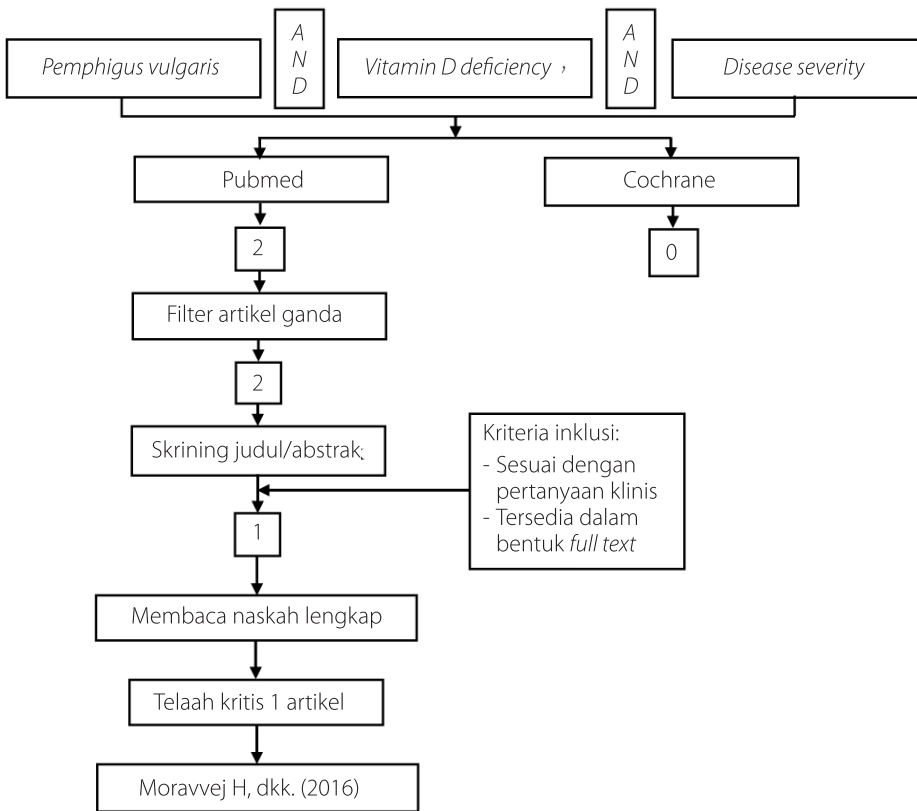 Pemphigus vulgaris
A
N
D
Vitamin D deficiency ,
A
N
D
Disease severity
Pubmed
Cochrane
2
0
Filter artikel ganda
2
Skrining judul/abstrak:
Kriteria inklusi:
- Sesuai dengan
pertanyaan klinis
- Tersedia dalam
bentuk full text
1
Membaca naskah lengkap
Telaah kritis 1 artikel
Moravvej H, dkk. (2016)